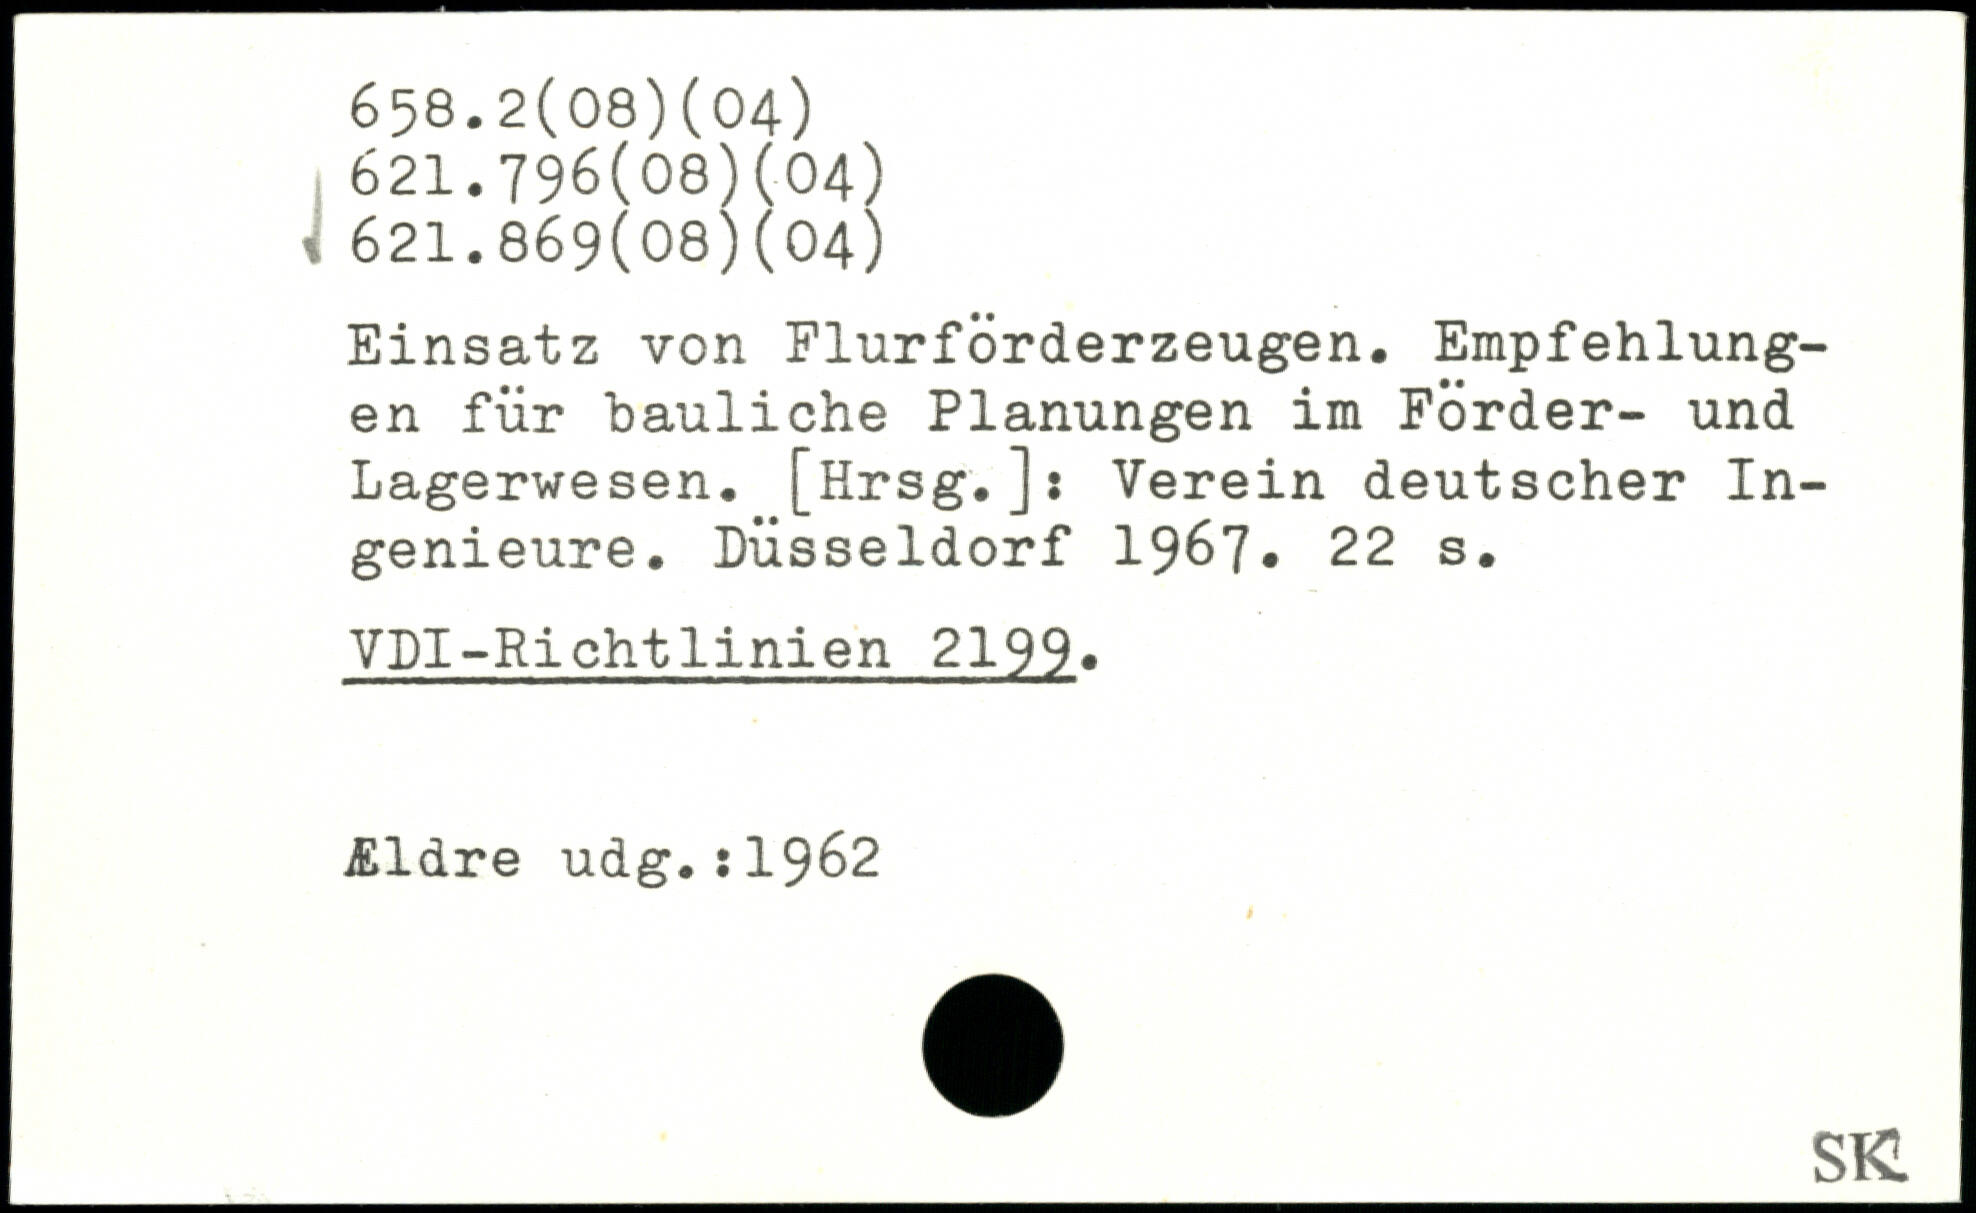 658.2(08)(04)
621.796(08)(04)
621.869(08)(04)
Einsatz von Flurförderzeugen. Empfehlung-
en für bauliche Planungen im Förder- und
Lagerwesen. [Hrsg.]: Verein deutscher In-
genieure. Düsseldorf 1967. 22 s.
VDI-Richtlinien 2199.
Ældre udg.:1962
SK